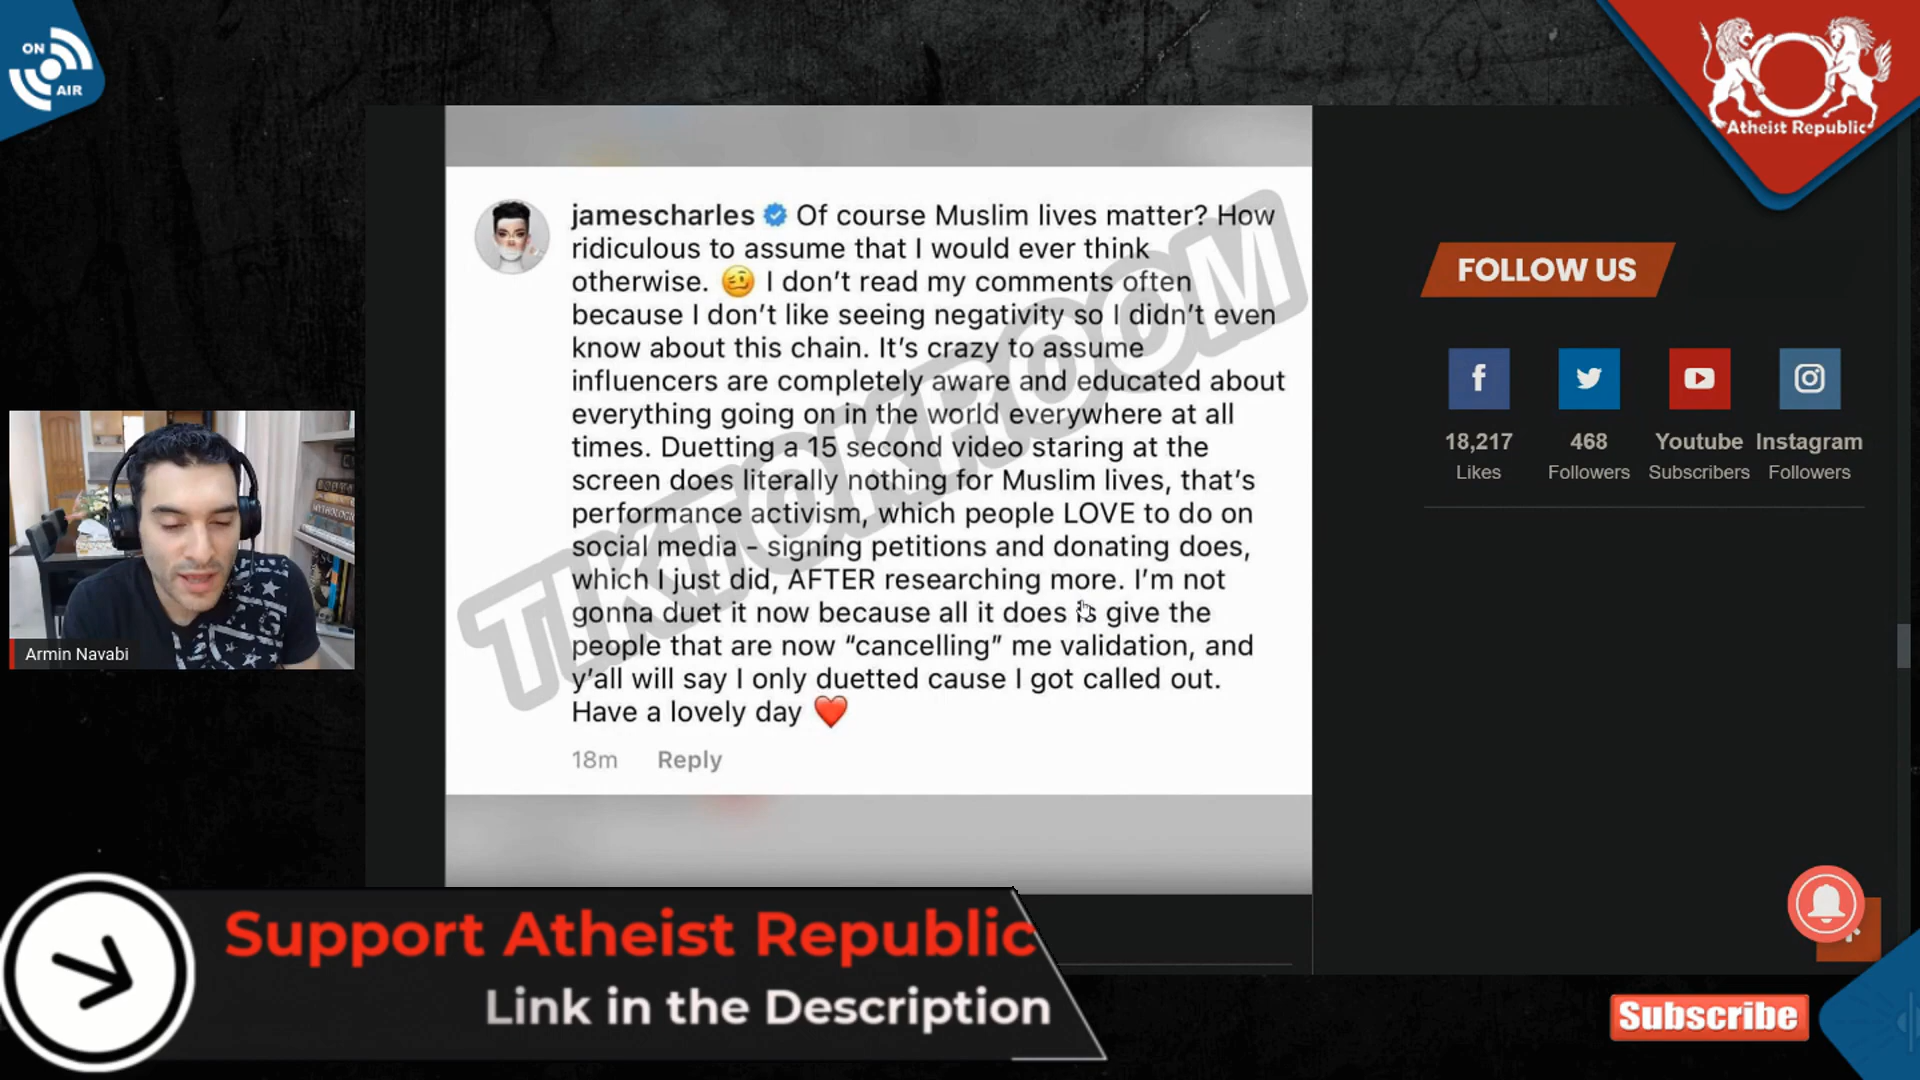 ON
AIR
Atheist Republic
jamescharles Of course Muslim lives matter? How
ridiculous to assume that I would ever think
otherwise. 🥴 I don't read my comments often
because I don't like seeing negativity so I didn't even
know about this chain. It's crazy to assume
influencers are completely aware and educated about
everything going on in the world everywhere at all
times. Duetting a 15 second video staring at the
screen does literally nothing for Muslim lives, that's
performance activism, which people LOVE to do on
social media - signing petitions and donating does,
which I just did, AFTER researching more. I'm not
gonna duet it now because all it does is give the
people that are now "cancelling" me validation, and
y'all will say I only duetted cause I got called out.
Have a lovely day ❤️
18m Reply
TIKTOKROOM
FOLLOW US
18,217 468 Youtube Instagram
Likes Followers Subscribers Followers
Armin Navabi
Support Atheist Republic
Link in the Description
Subscribe